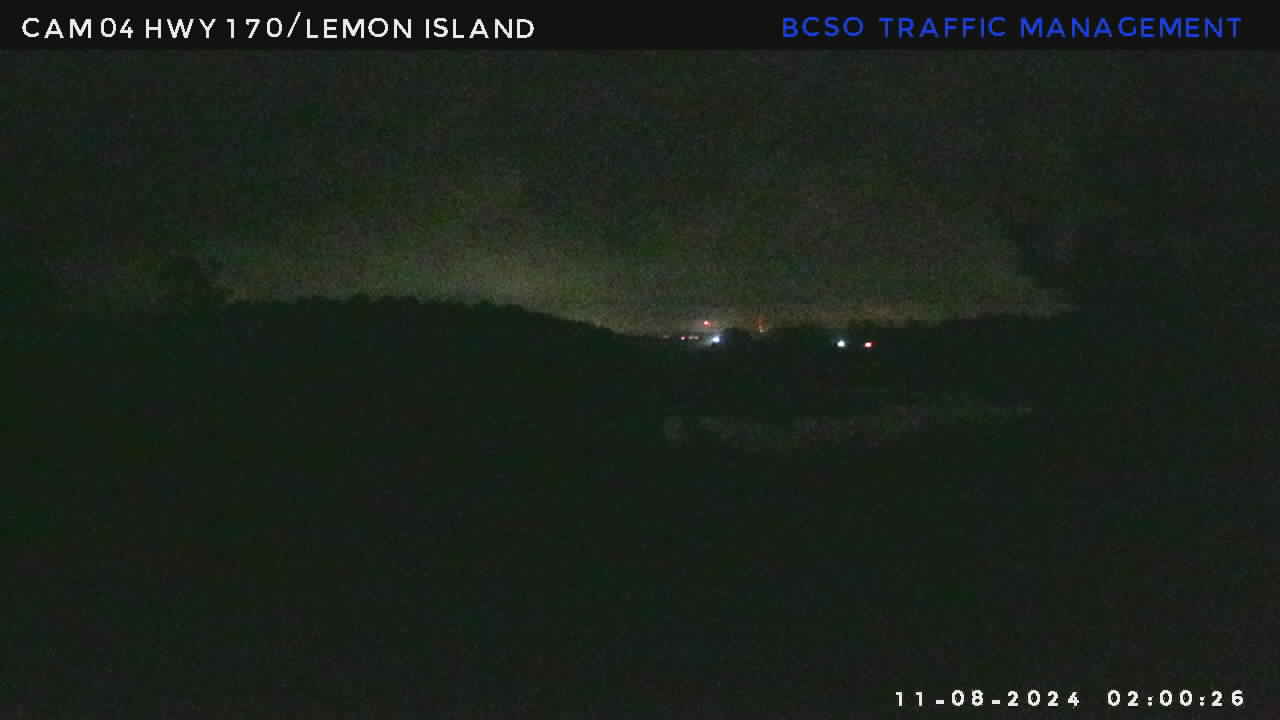 CAM04 HWY 170/LEMON ISLAND
BCSO TRAFFIC MANAGEMENT
11-08-2024 02:00:26